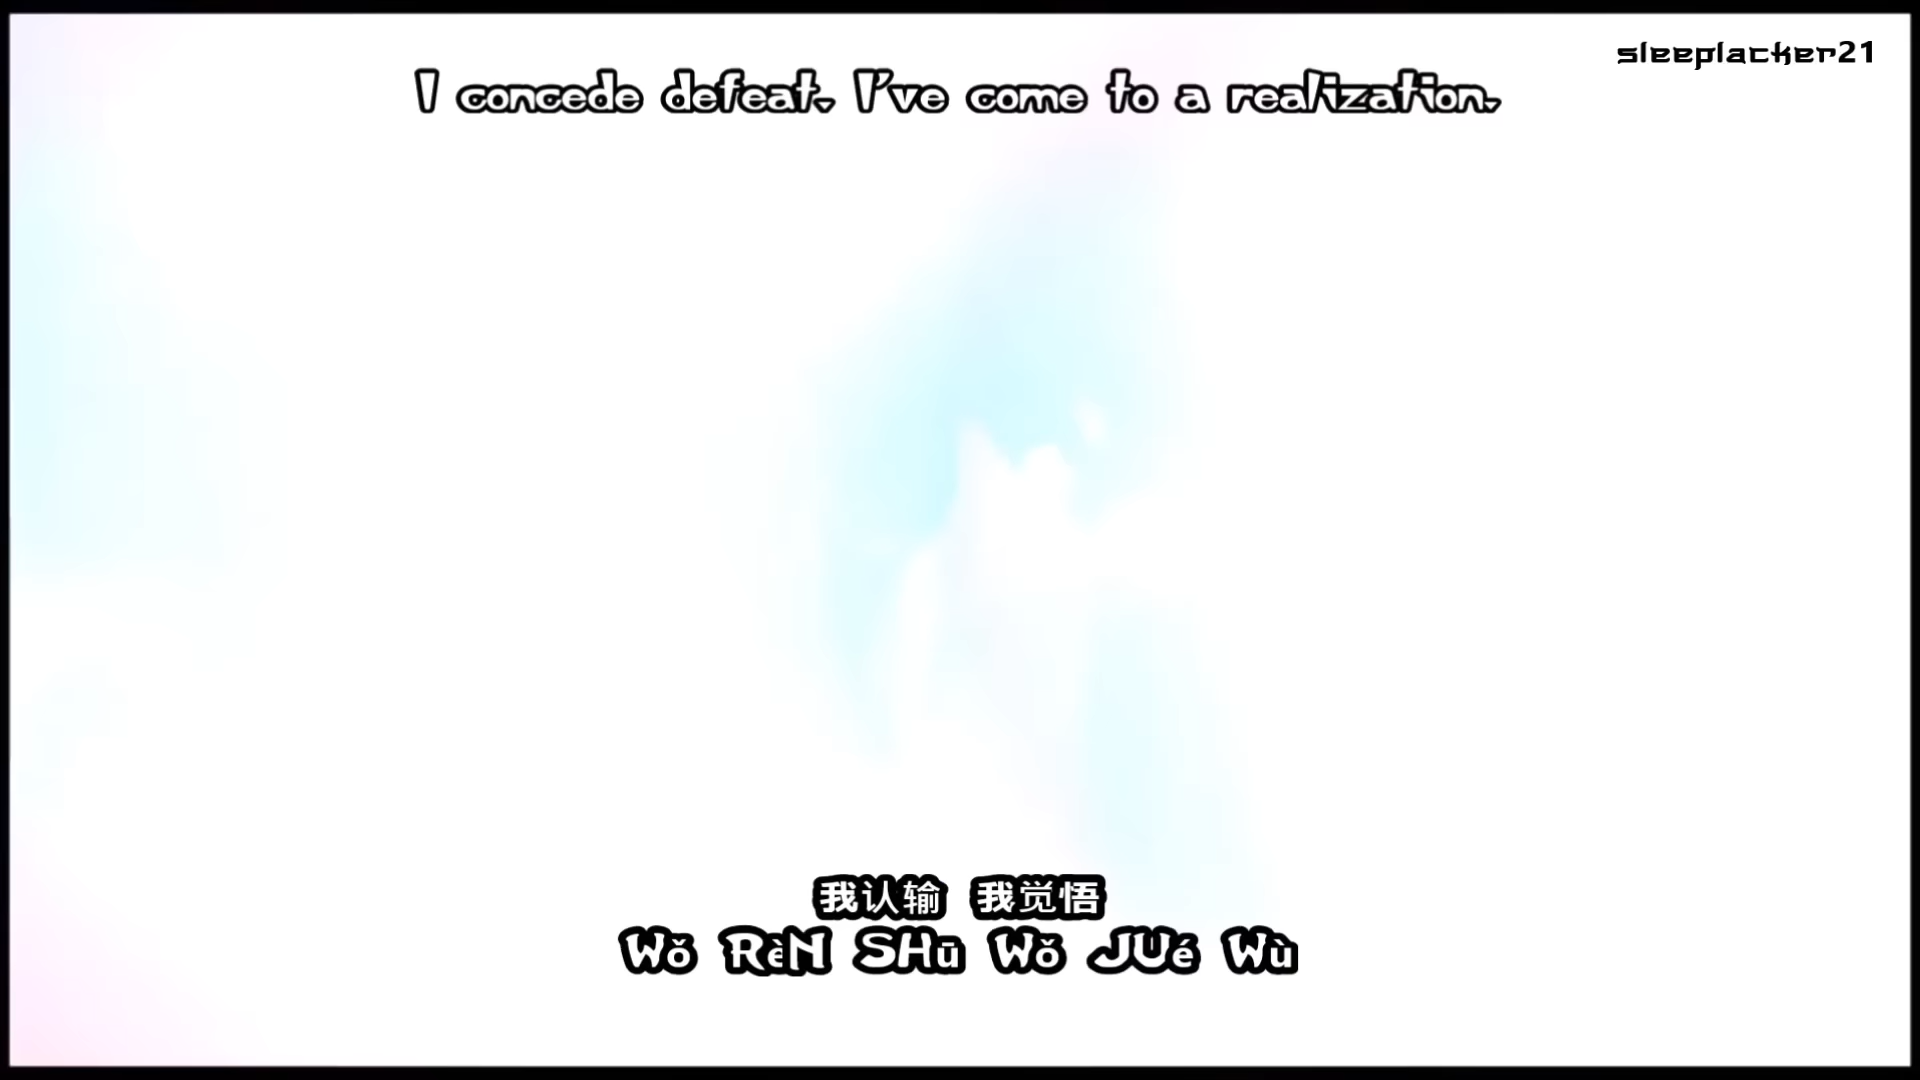 sleeplacker21
I concede defeat. I've come to a realization.
我认输 我觉悟
Wǒ RèN SHū Wǒ JUé Wù